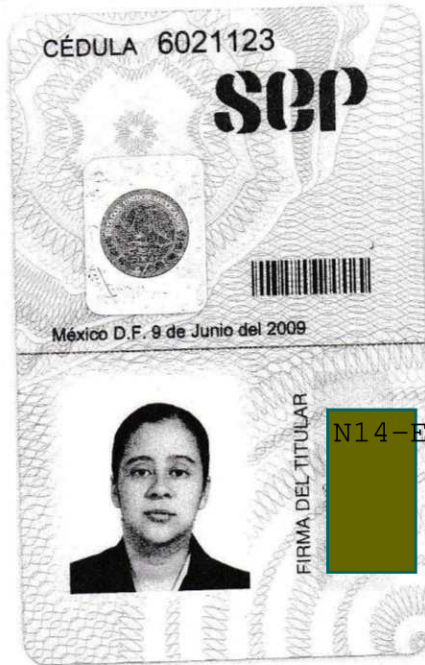 CÉDULA 6021123
SEP
México D.F. 9 de Junio del 2009
FIRMA DEL TITULAR
N14-E